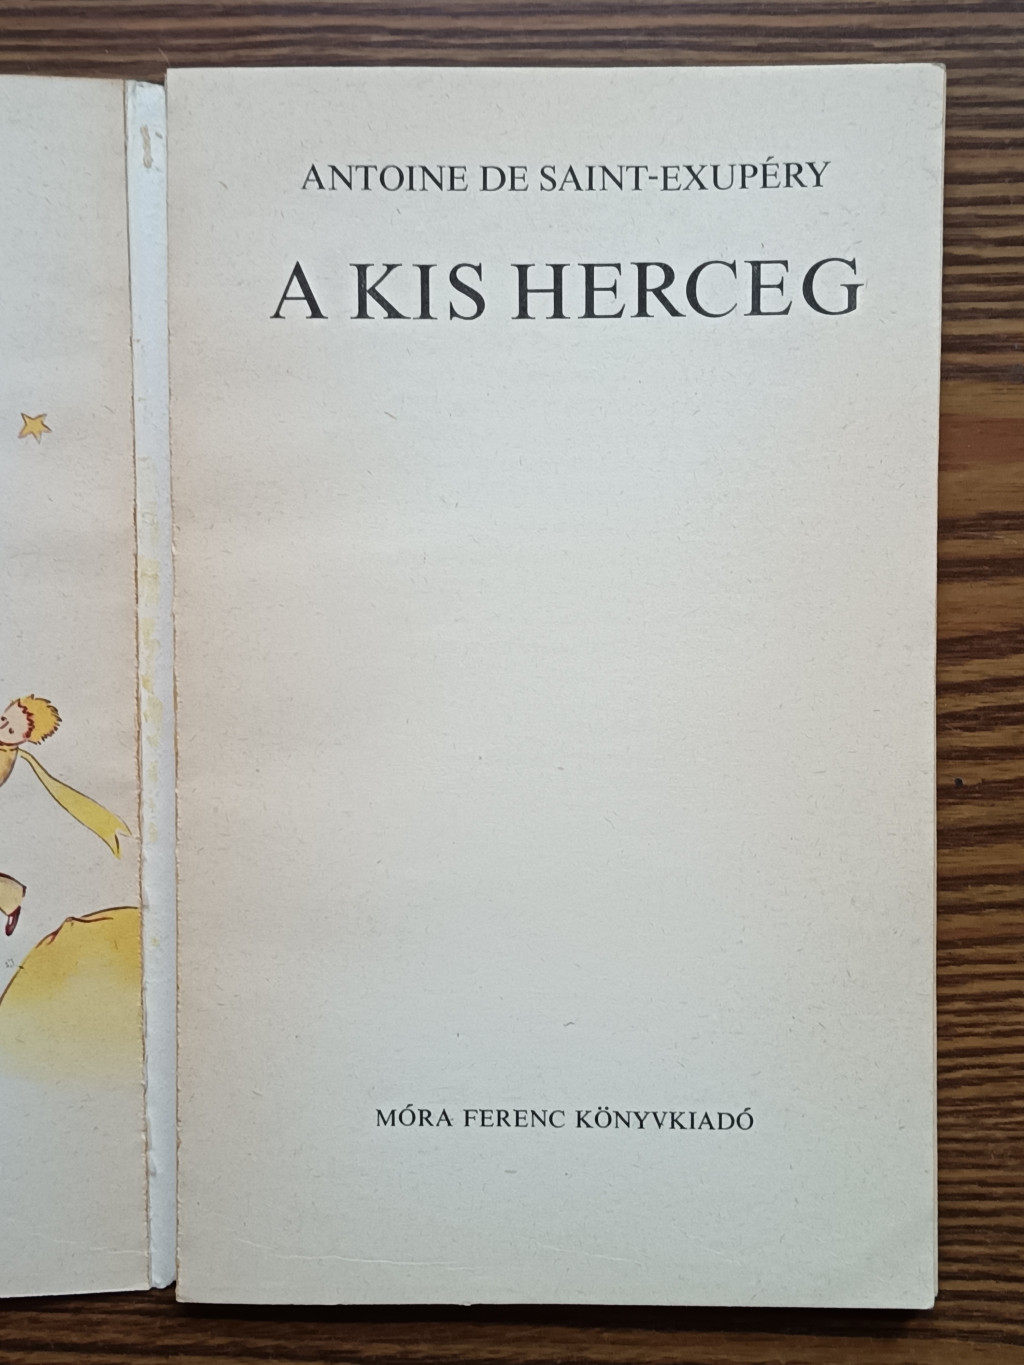 ANTOINE DE SAINT-EXUPÉRY
A KIS HERCEG
MÓRA FERENC KÖNYVKIADÓ